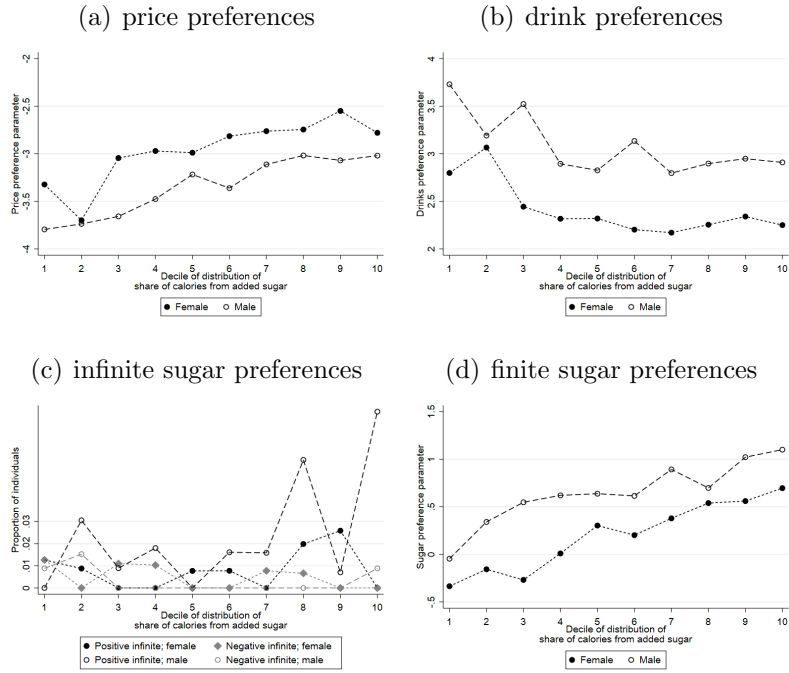 (a) price preferences
(b) drink preferences
Price preference parameter
-2
-2.5
-3
-3.5
-4
1 2 3 4 5 6 7 8 9 10
Decile of distribution of
share of calories from added sugar
Female Male
Drinks preference parameter
4
3.5
3
2.5
2
1 2 3 4 5 6 7 8 9 10
Decile of distribution of
share of calories from added sugar
Female Male
(c) infinite sugar preferences
(d) finite sugar preferences
Proportion of individuals
.03
.02
.01
0
1 2 3 4 5 6 7 8 9 10
Decile of distribution of
share of calories from added sugar
Positive infinite; female Negative infinite; female
Positive infinite; male Negative infinite; male
Sugar preference parameter
1.5
1
.5
0
-.5
1 2 3 4 5 6 7 8 9 10
Decile of distribution of
share of calories from added sugar
Female Male